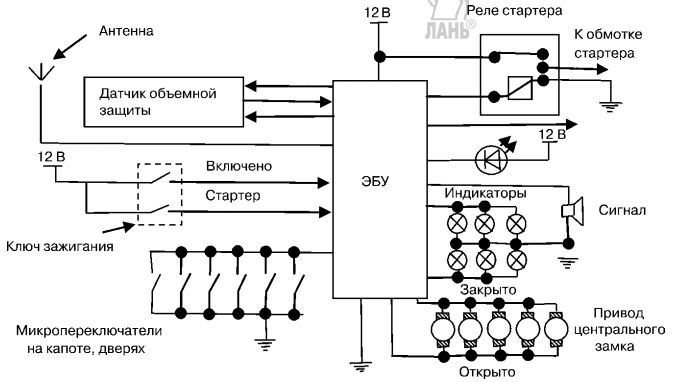 12 В
ЛАНЬ®
Реле стартера
Антенна
К обмотке
стартера
Датчик объемной
защиты
12 В
12 В
Включено
ЭБУ
Стартер
Индикаторы
Сигнал
Ключ зажигания
Закрыто
Микропереключатели
на капоте, дверях
Привод
центрального
замка
Открыто